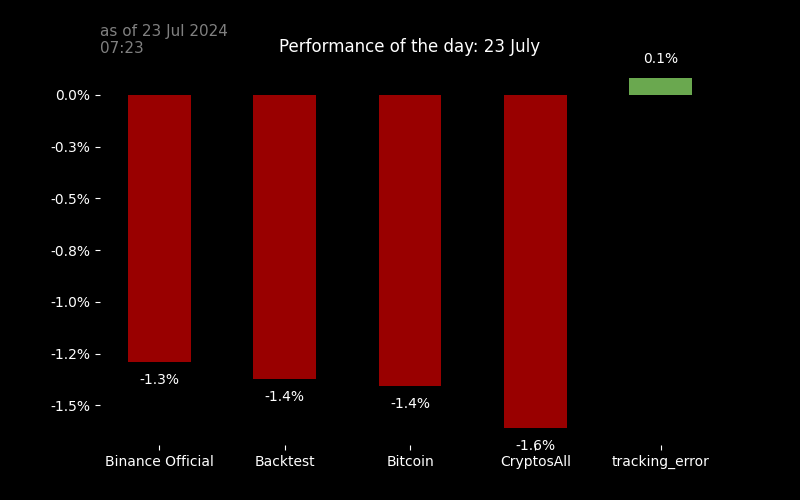 as of 23 Jul 2024
07:23
Performance of the day: 23 July
0.1%
0.0%
-0.3%
-0.5%
-0.8%
-1.0%
-1.2%
-1.5%
-1.3%
-1.4%
-1.4%
-1.6%
Binance Official
Backtest
Bitcoin
CryptosAll
tracking_error